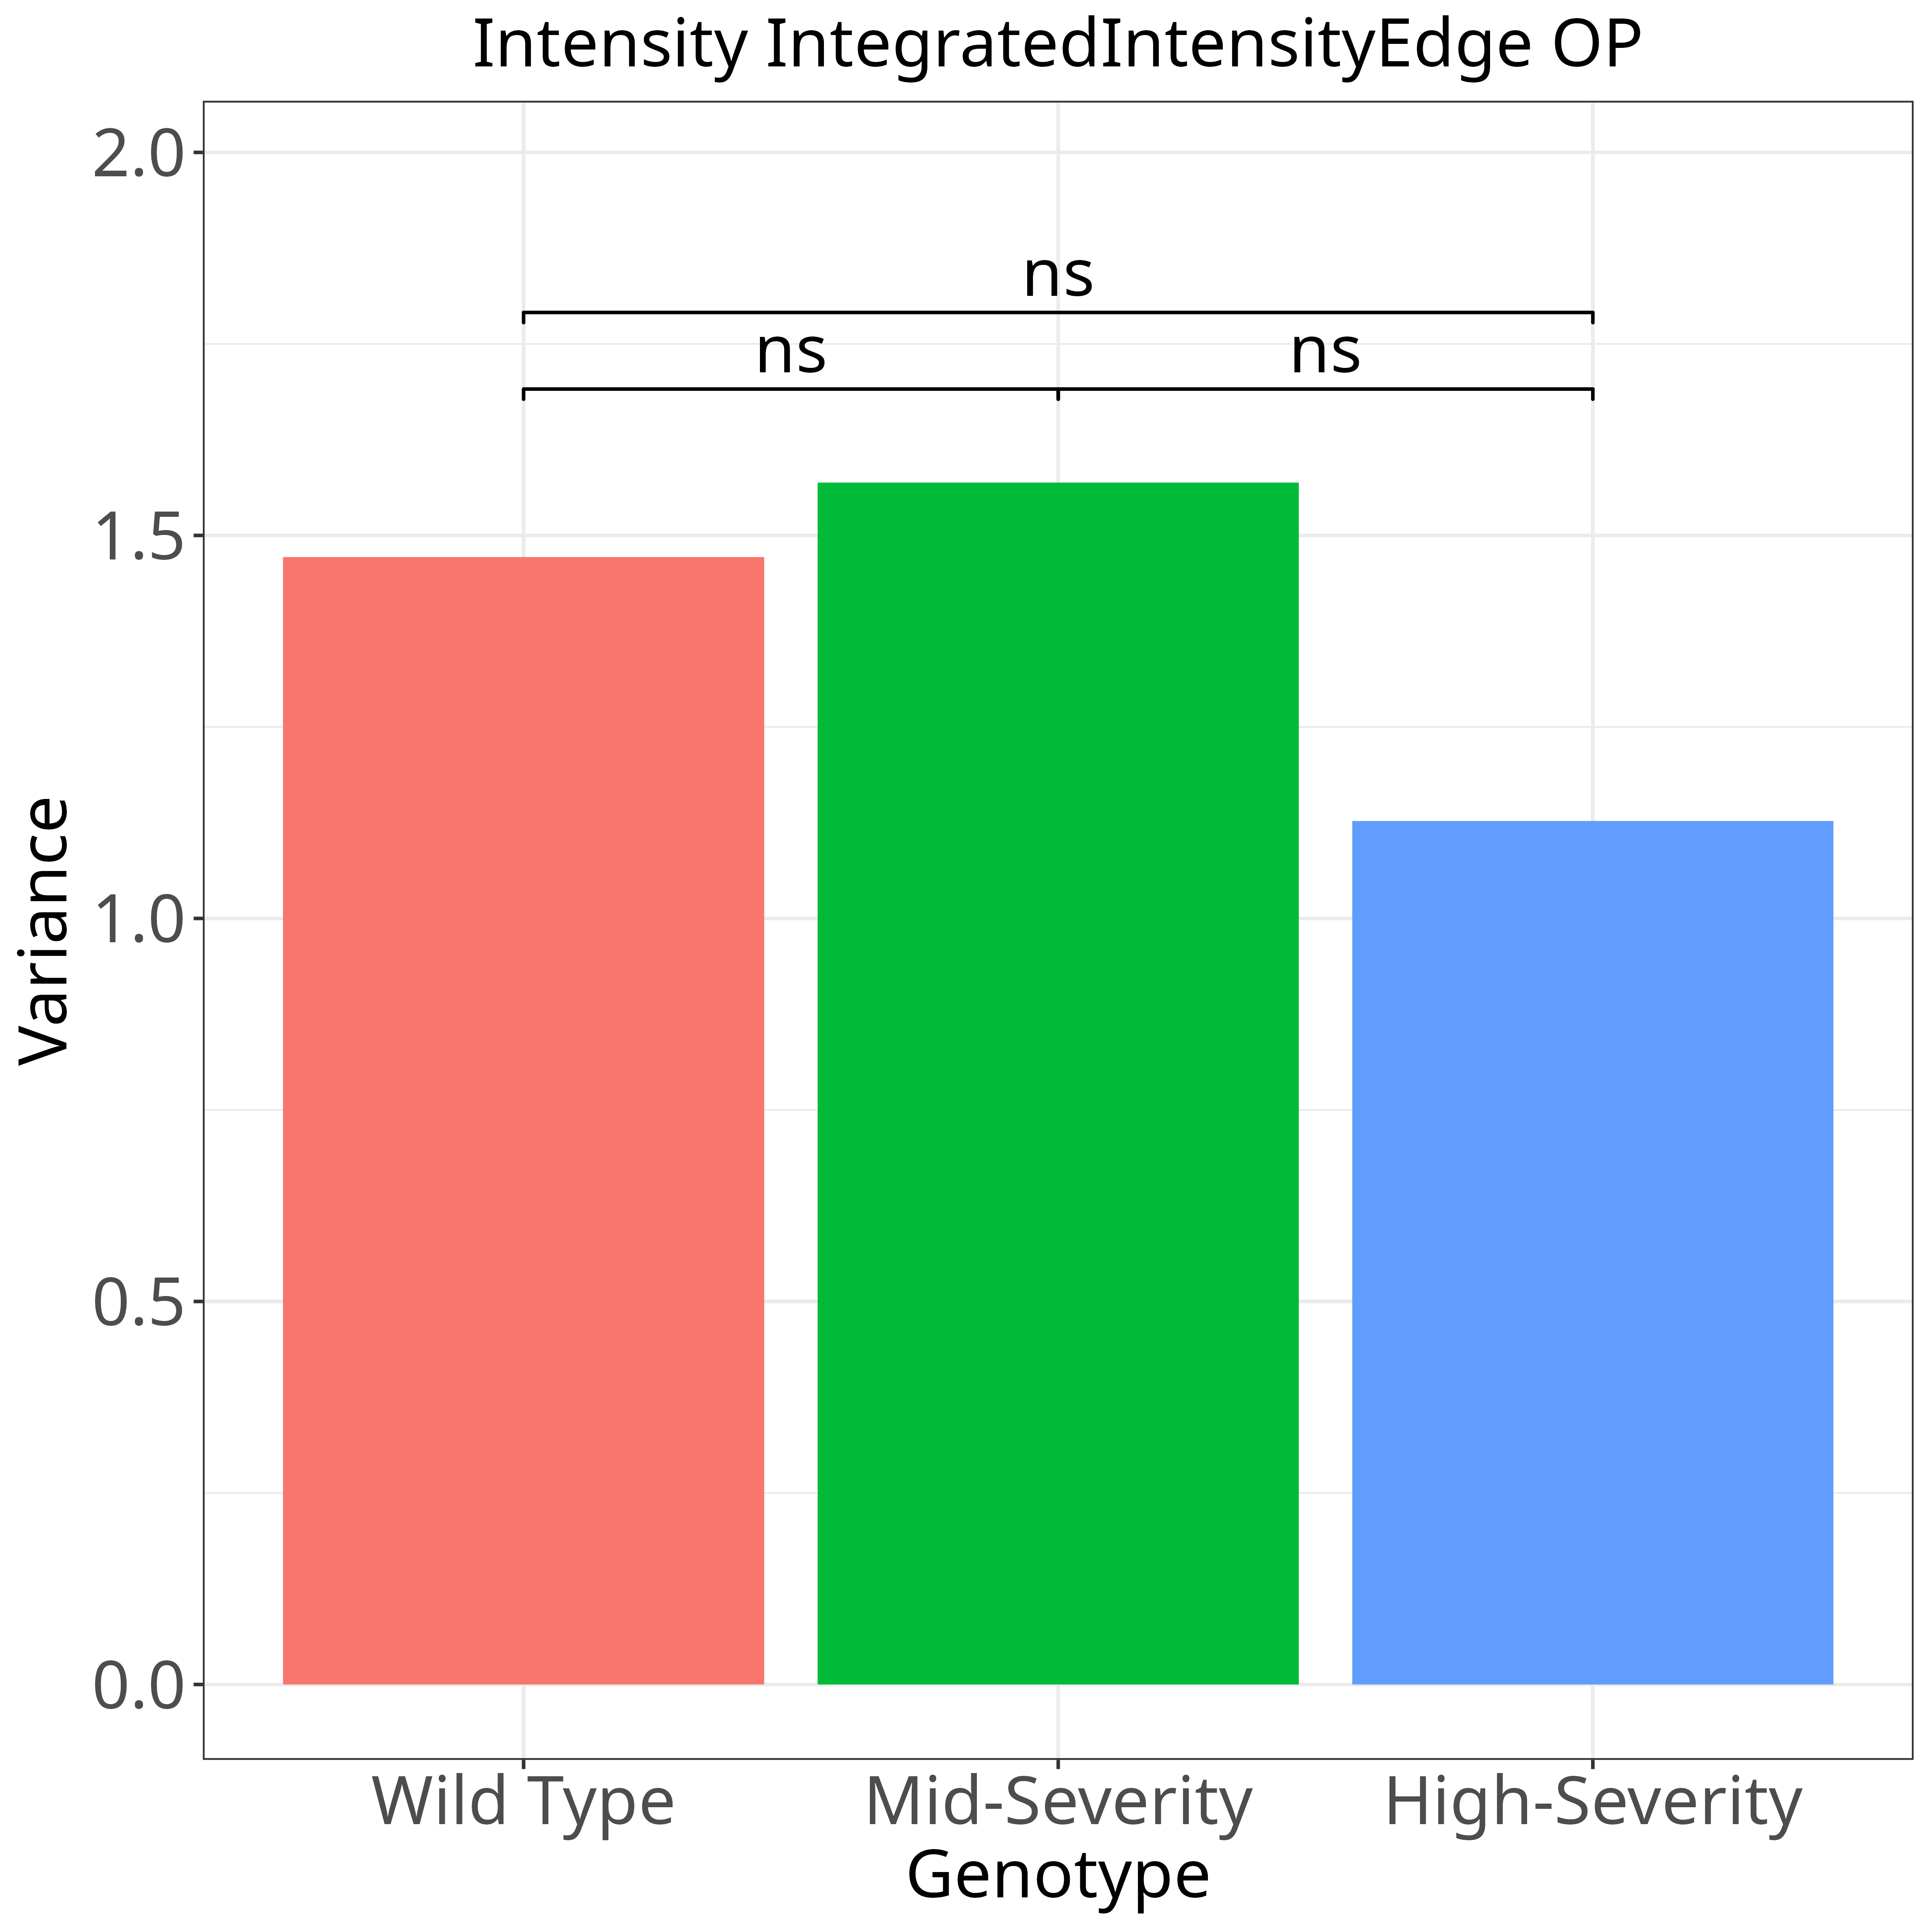 Intensity IntegratedIntensityEdge OP
2.0
1.5
1.0
0.5
0.0
Variance
ns
ns ns
Wild Type Mid-Severity High-Severity
Genotype